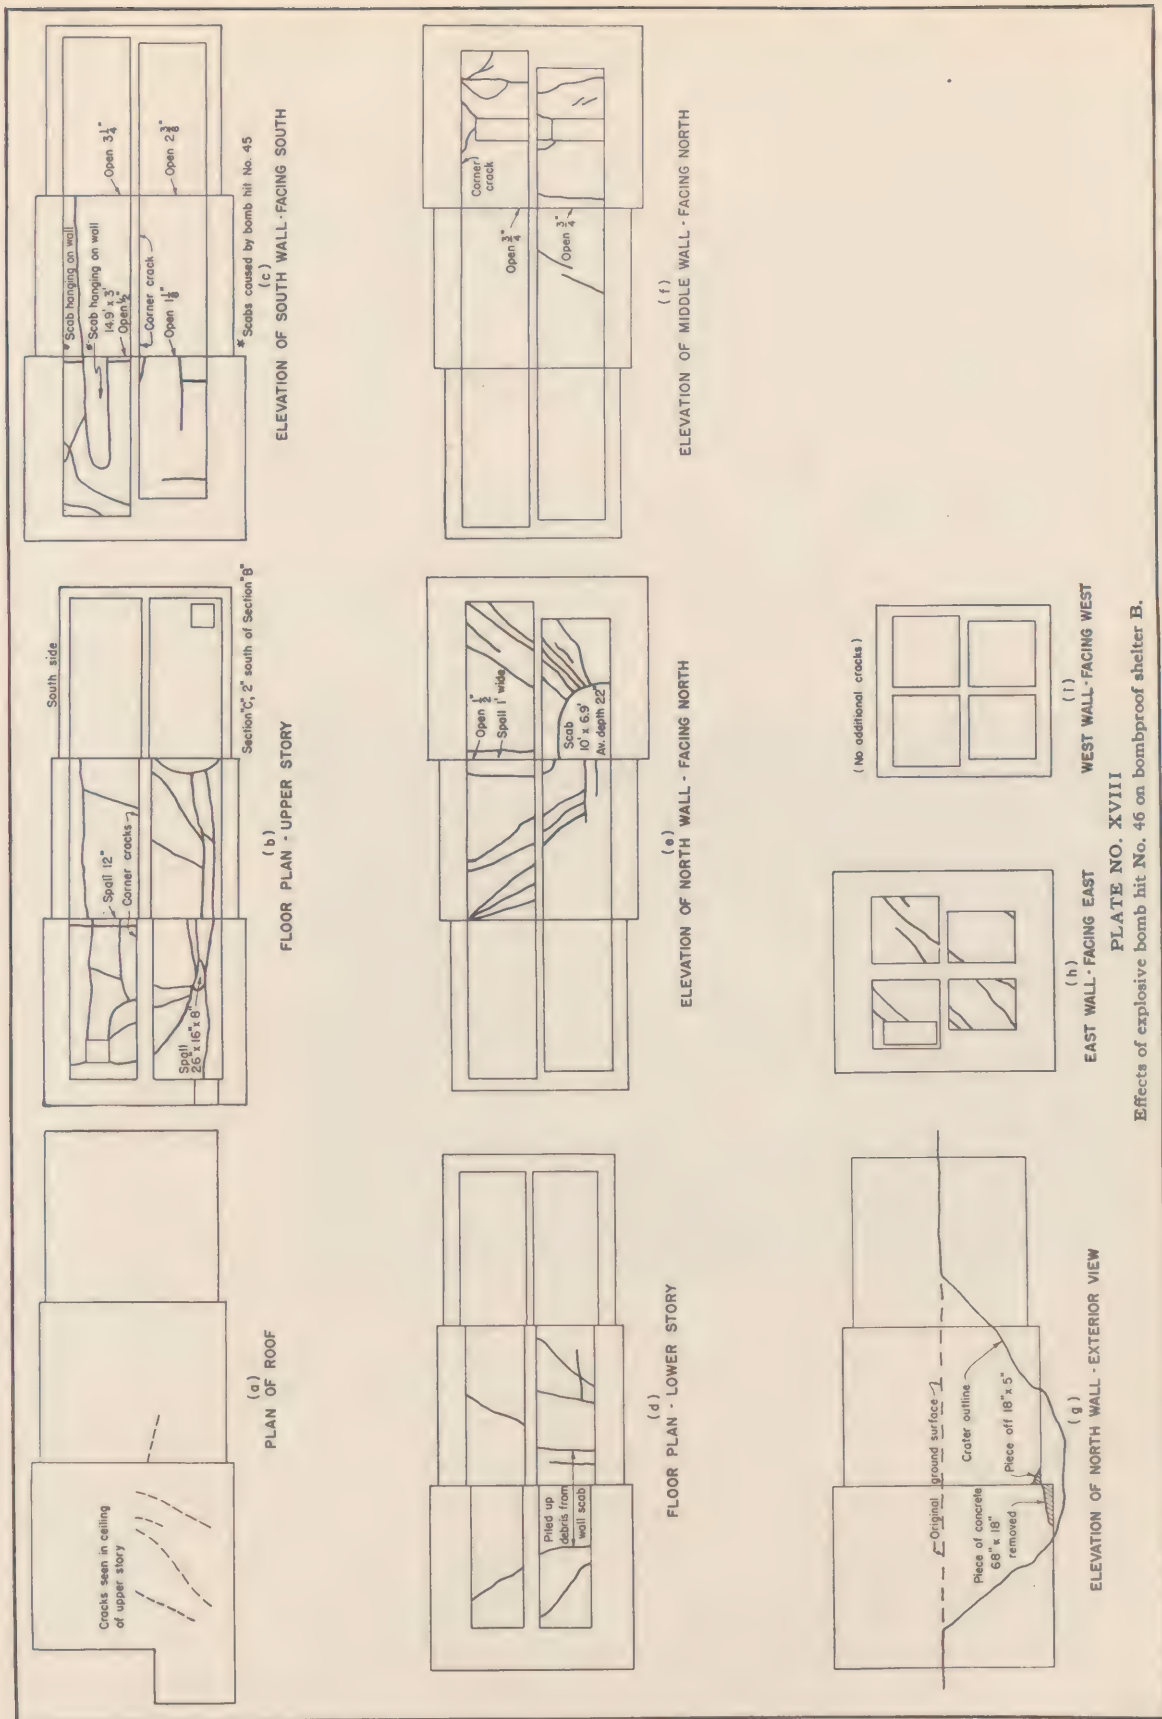 Cracks seen in ceiling
of upper story
(a)
PLAN OF ROOF
South side
Spall 12"
Corner cracks
Spall
26"x16"x8"
Section"C", 2" south of Section"B"
(b)
FLOOR PLAN - UPPER STORY
* Scab hanging on wall
* Scab hanging on wall
14.9' x 3'
Open 1/2"
Open 3 1/4"
Corner crack
Open 1 1/8"
Open 2 3/8"
* Scabs caused by bomb hit No. 45
(c)
ELEVATION OF SOUTH WALL-FACING SOUTH
Piled up
debris from
wall scab
(d)
FLOOR PLAN - LOWER STORY
Open 1/2"
Spall 1' wide
Scab
10' x 6.9'
Av. depth 22"
(e)
ELEVATION OF NORTH WALL - FACING NORTH
Corner
crack
Open 3/4"
Open 3/4"
(f)
ELEVATION OF MIDDLE WALL - FACING NORTH
Original ground surface
Crater outline
Piece of concrete
68" x 18"
removed
Piece off 18"x 5"
(g)
ELEVATION OF NORTH WALL - EXTERIOR VIEW
(h)
EAST WALL - FACING EAST
(No additional cracks)
(i)
WEST WALL - FACING WEST
PLATE NO. XVIII
Effects of explosive bomb hit No. 46 on bombproof shelter B.